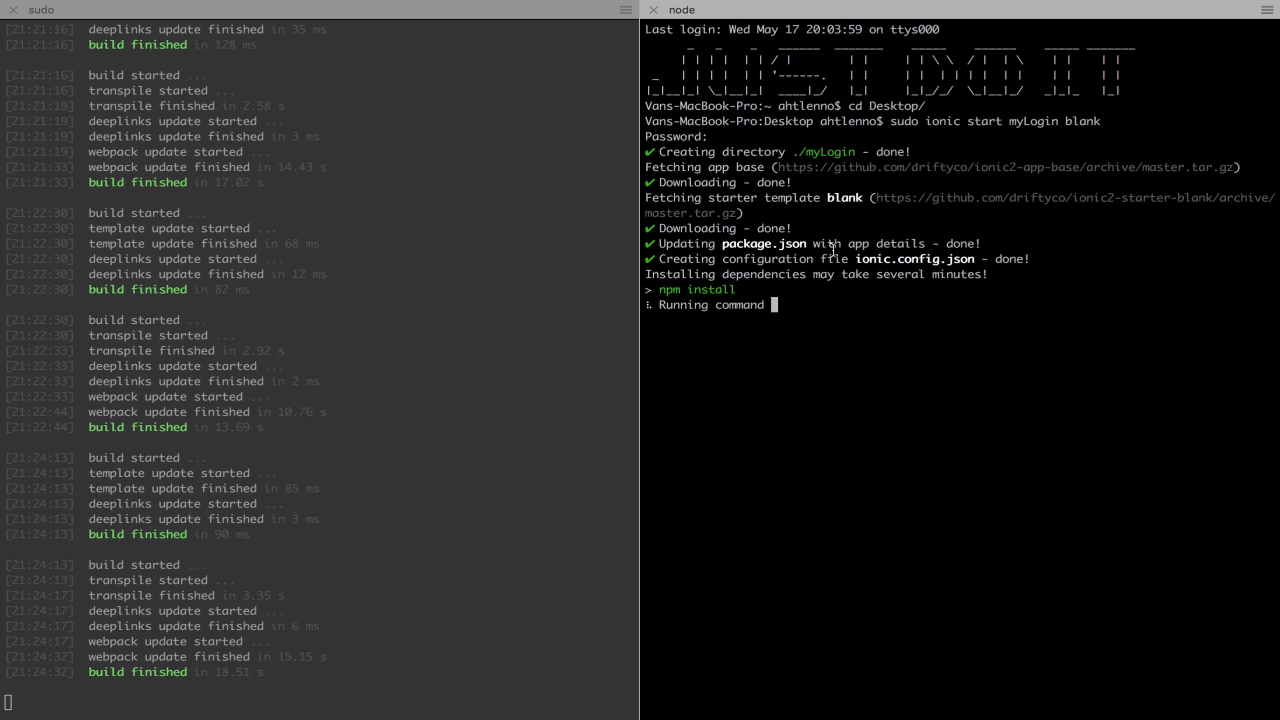 sudo
[21:21:16] deeplinks update finished in 35 ms
[21:21:16] build finished in 128 ms
[21:21:16] build started ...
[21:21:16] transpile started ...
[21:21:19] transpile finished in 2.58 s
[21:21:19] deeplinks update started ...
[21:21:19] deeplinks update finished in 3 ms
[21:21:19] webpack update started ...
[21:21:33] webpack update finished in 14.43 s
[21:21:33] build finished in 17.02 s
[21:22:30] build started ...
[21:22:30] template update started ...
[21:22:30] template update finished in 68 ms
[21:22:30] deeplinks update started ...
[21:22:30] deeplinks update finished in 12 ms
[21:22:30] build finished in 82 ms
[21:22:30] build started ...
[21:22:30] transpile started ...
[21:22:33] transpile finished in 2.92 s
[21:22:33] deeplinks update started ...
[21:22:33] deeplinks update finished in 2 ms
[21:22:33] webpack update started ...
[21:22:44] webpack update finished in 10.76 s
[21:22:44] build finished in 13.69 s
[21:24:13] build started ...
[21:24:13] template update started ...
[21:24:13] template update finished in 85 ms
[21:24:13] deeplinks update started ...
[21:24:13] deeplinks update finished in 3 ms
[21:24:13] build finished in 90 ms
[21:24:13] build started ...
[21:24:13] transpile started ...
[21:24:17] transpile finished in 3.35 s
[21:24:17] deeplinks update started ...
[21:24:17] deeplinks update finished in 6 ms
[21:24:17] webpack update started ...
[21:24:32] webpack update finished in 15.15 s
[21:24:32] build finished in 18.51 s
node
Last login: Wed May 17 20:03:59 on ttys000
JUST DO IT
Vans-MacBook-Pro:~ ahtlenno$ cd Desktop/
Vans-MacBook-Pro:Desktop ahtlenno$ sudo ionic start myLogin blank
Password:
✔ Creating directory ./myLogin - done!
Fetching app base (https://github.com/driftyco/ionic2-app-base/archive/master.tar.gz)
✔ Downloading - done!
Fetching starter template blank (https://github.com/driftyco/ionic2-starter-blank/archive/
master.tar.gz)
✔ Downloading - done!
✔ Updating package.json with app details - done!
✔ Creating configuration file ionic.config.json - done!
Installing dependencies may take several minutes!
> npm install
⠧ Running command